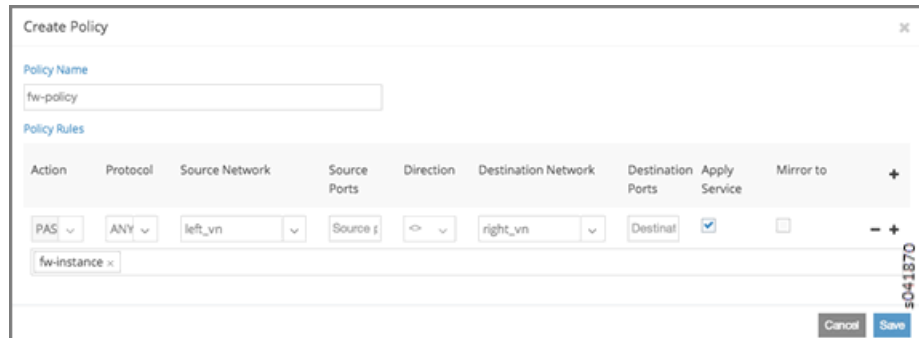 Create Policy ×
Policy Name
fw-policy
Policy Rules
Action Protocol Source Network Source Ports Direction Destination Network Destination Ports Apply Service Mirror to +
PAS ANY left_vn Source p <> right_vn Destinat − +
fw-instance ×
s041870
Cancel Save